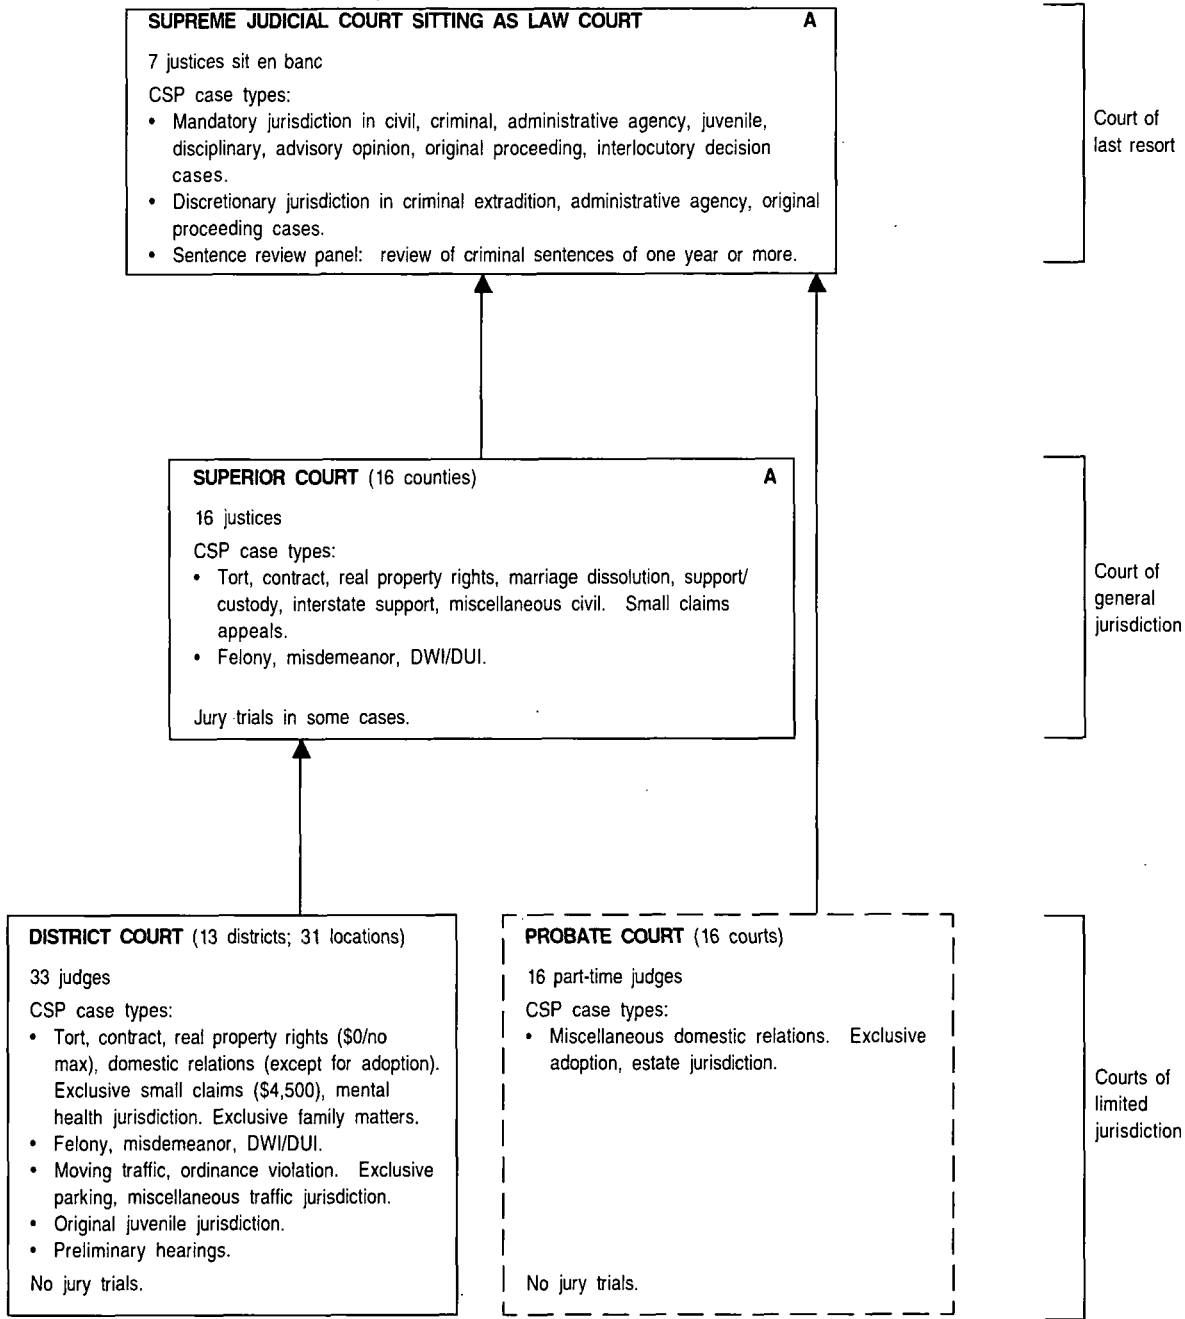 SUPREME JUDICIAL COURT SITTING AS LAW COURT A
7 justices sit en banc
CSP case types:
• Mandatory jurisdiction in civil, criminal, administrative agency, juvenile,
disciplinary, advisory opinion, original proceeding, interlocutory decision
cases.
• Discretionary jurisdiction in criminal extradition, administrative agency, original
proceeding cases.
• Sentence review panel: review of criminal sentences of one year or more.
Court of
last resort
SUPERIOR COURT (16 counties) A
16 justices
CSP case types:
• Tort, contract, real property rights, marriage dissolution, support/
custody, interstate support, miscellaneous civil. Small claims
appeals.
• Felony, misdemeanor, DWI/DUI.
Jury trials in some cases.
Court of
general
jurisdiction
DISTRICT COURT (13 districts; 31 locations)
33 judges
CSP case types:
• Tort, contract, real property rights ($0/no
max), domestic relations (except for adoption).
Exclusive small claims ($4,500), mental
health jurisdiction. Exclusive family matters.
• Felony, misdemeanor, DWI/DUI.
• Moving traffic, ordinance violation. Exclusive
parking, miscellaneous traffic jurisdiction.
• Original juvenile jurisdiction.
• Preliminary hearings.
No jury trials.
PROBATE COURT (16 courts)
16 part-time judges
CSP case types:
• Miscellaneous domestic relations. Exclusive
adoption, estate jurisdiction.
No jury trials.
Courts of
limited
jurisdiction